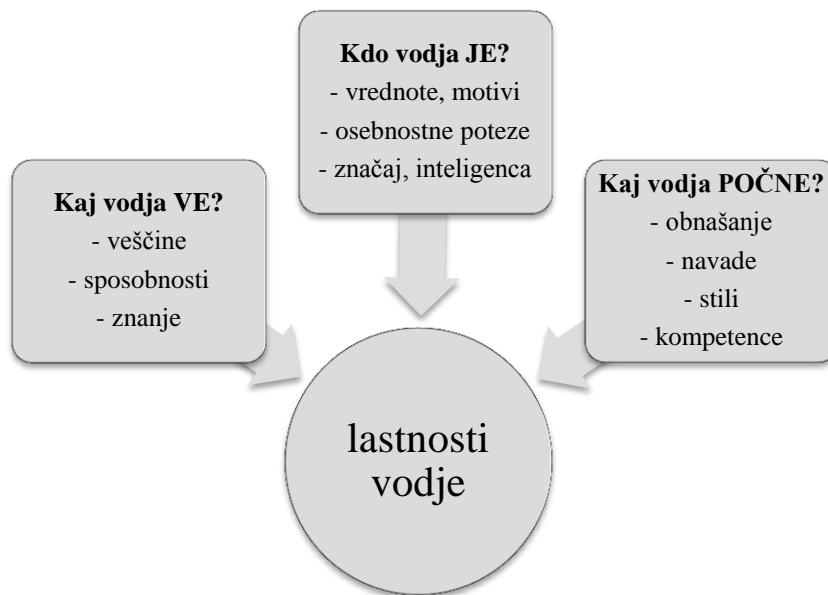 Kdo vodja JE?
- vrednote, motivi
- osebnostne poteze
- značaj, inteligenca
Kaj vodja VE?
- veščine
- sposobnosti
- znanje
Kaj vodja POČNE?
- obnašanje
- navade
- stili
- kompetence
lastnosti
vodje